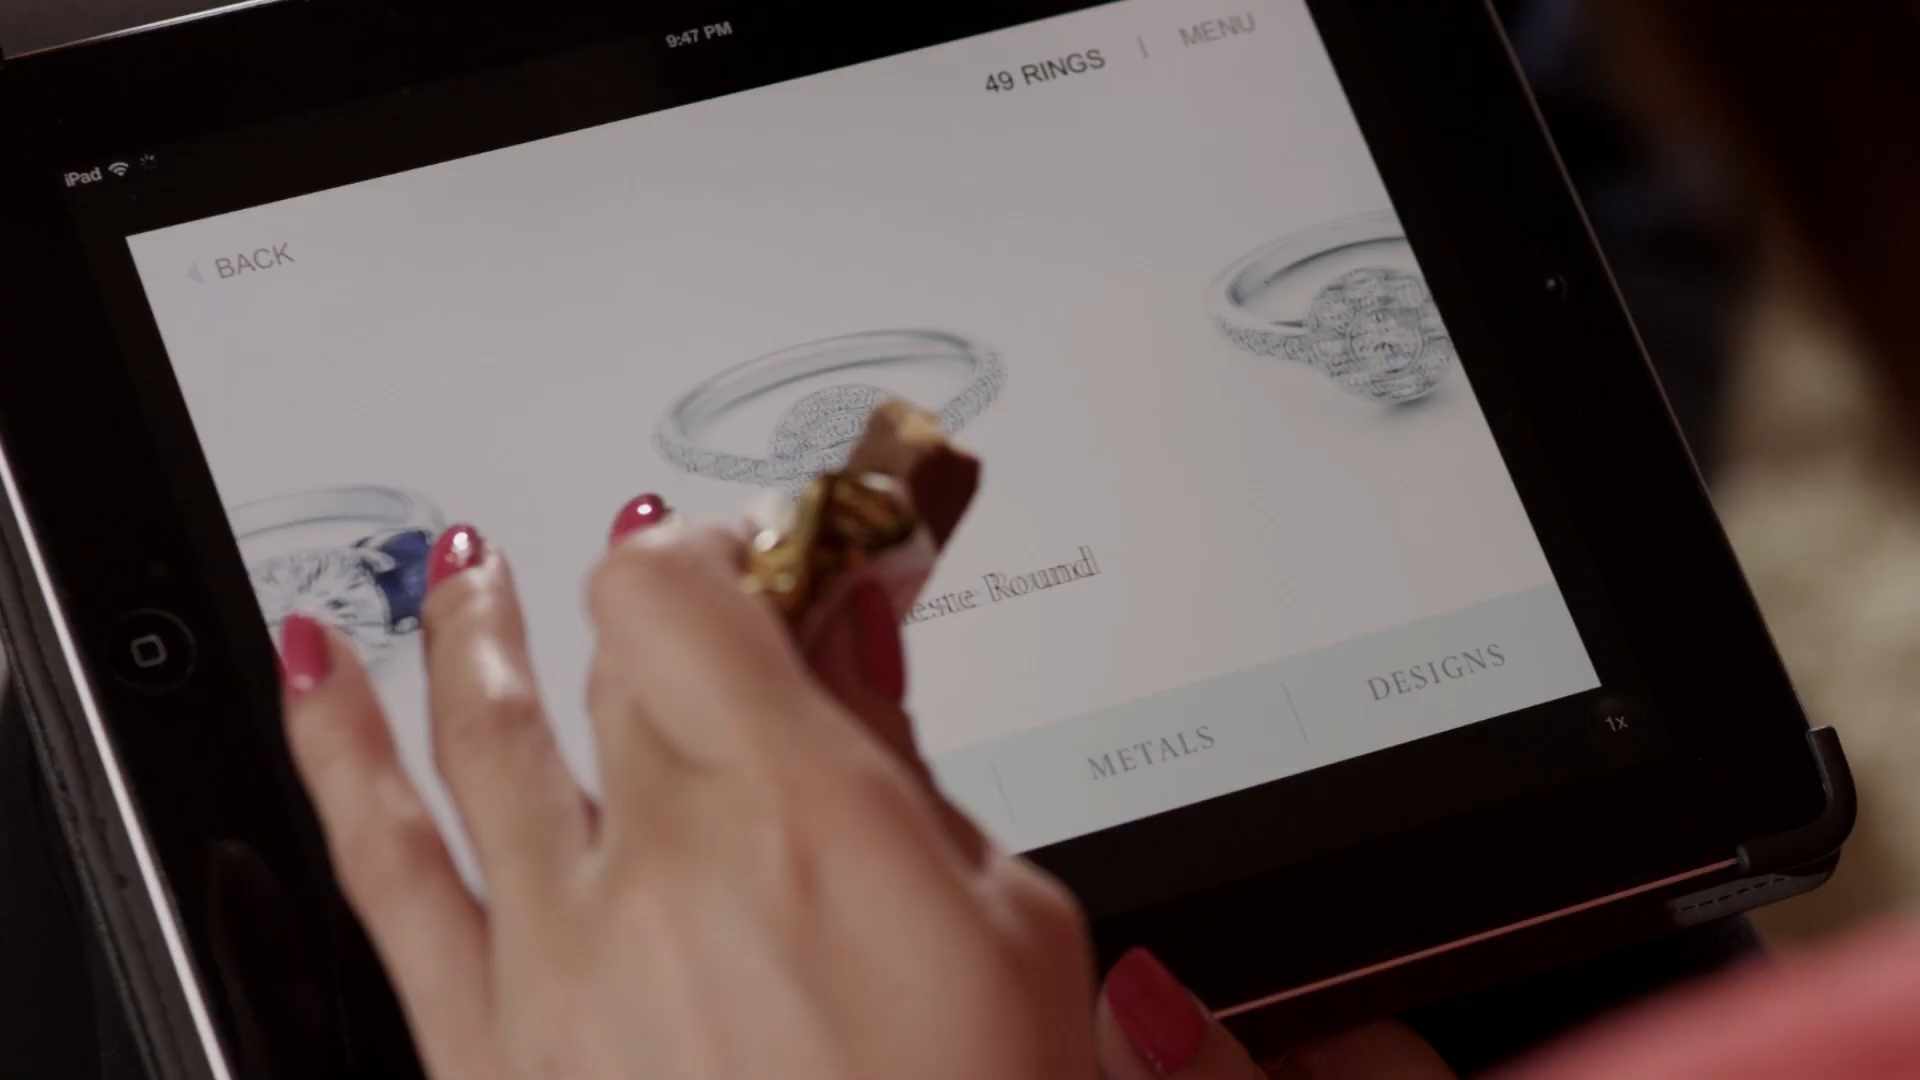 9:47 PM
iPad
49 RINGS | MENU
BACK
Round
METALS
DESIGNS
1x